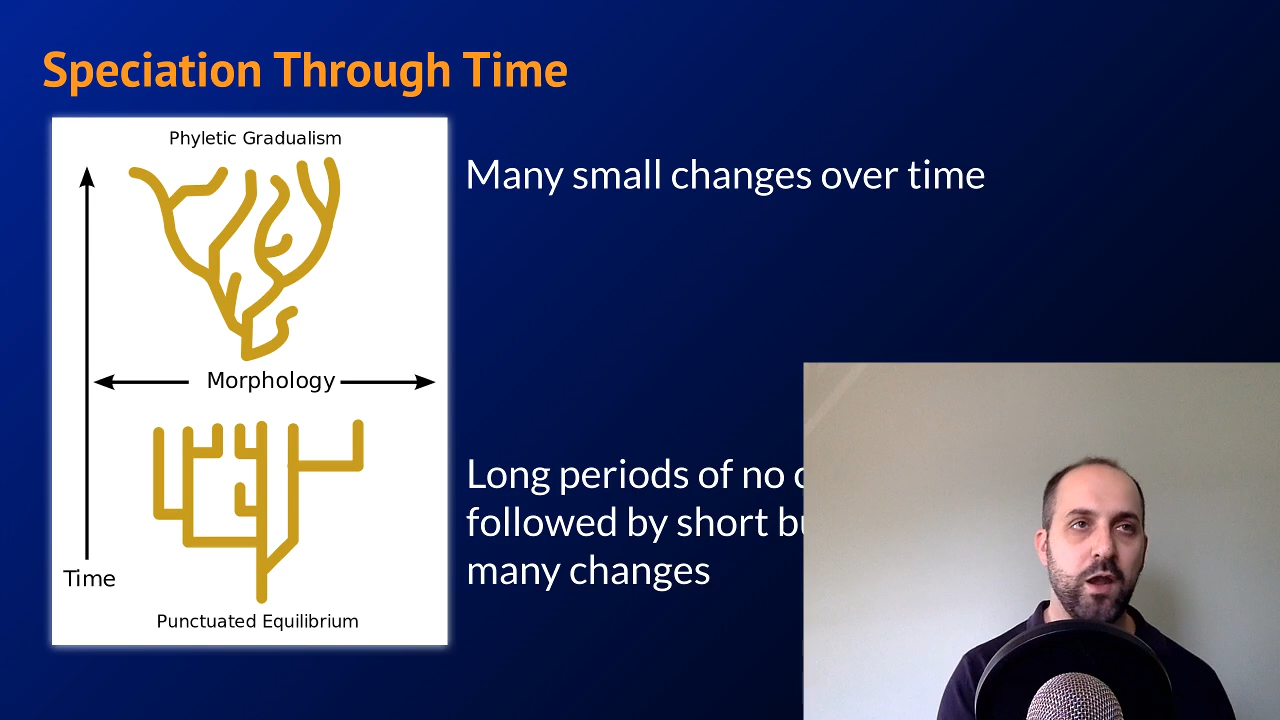 Speciation Through Time
Phyletic Gradualism
Many small changes over time
Morphology
Long periods of no
followed by short
many changes
Time
Punctuated Equilibrium